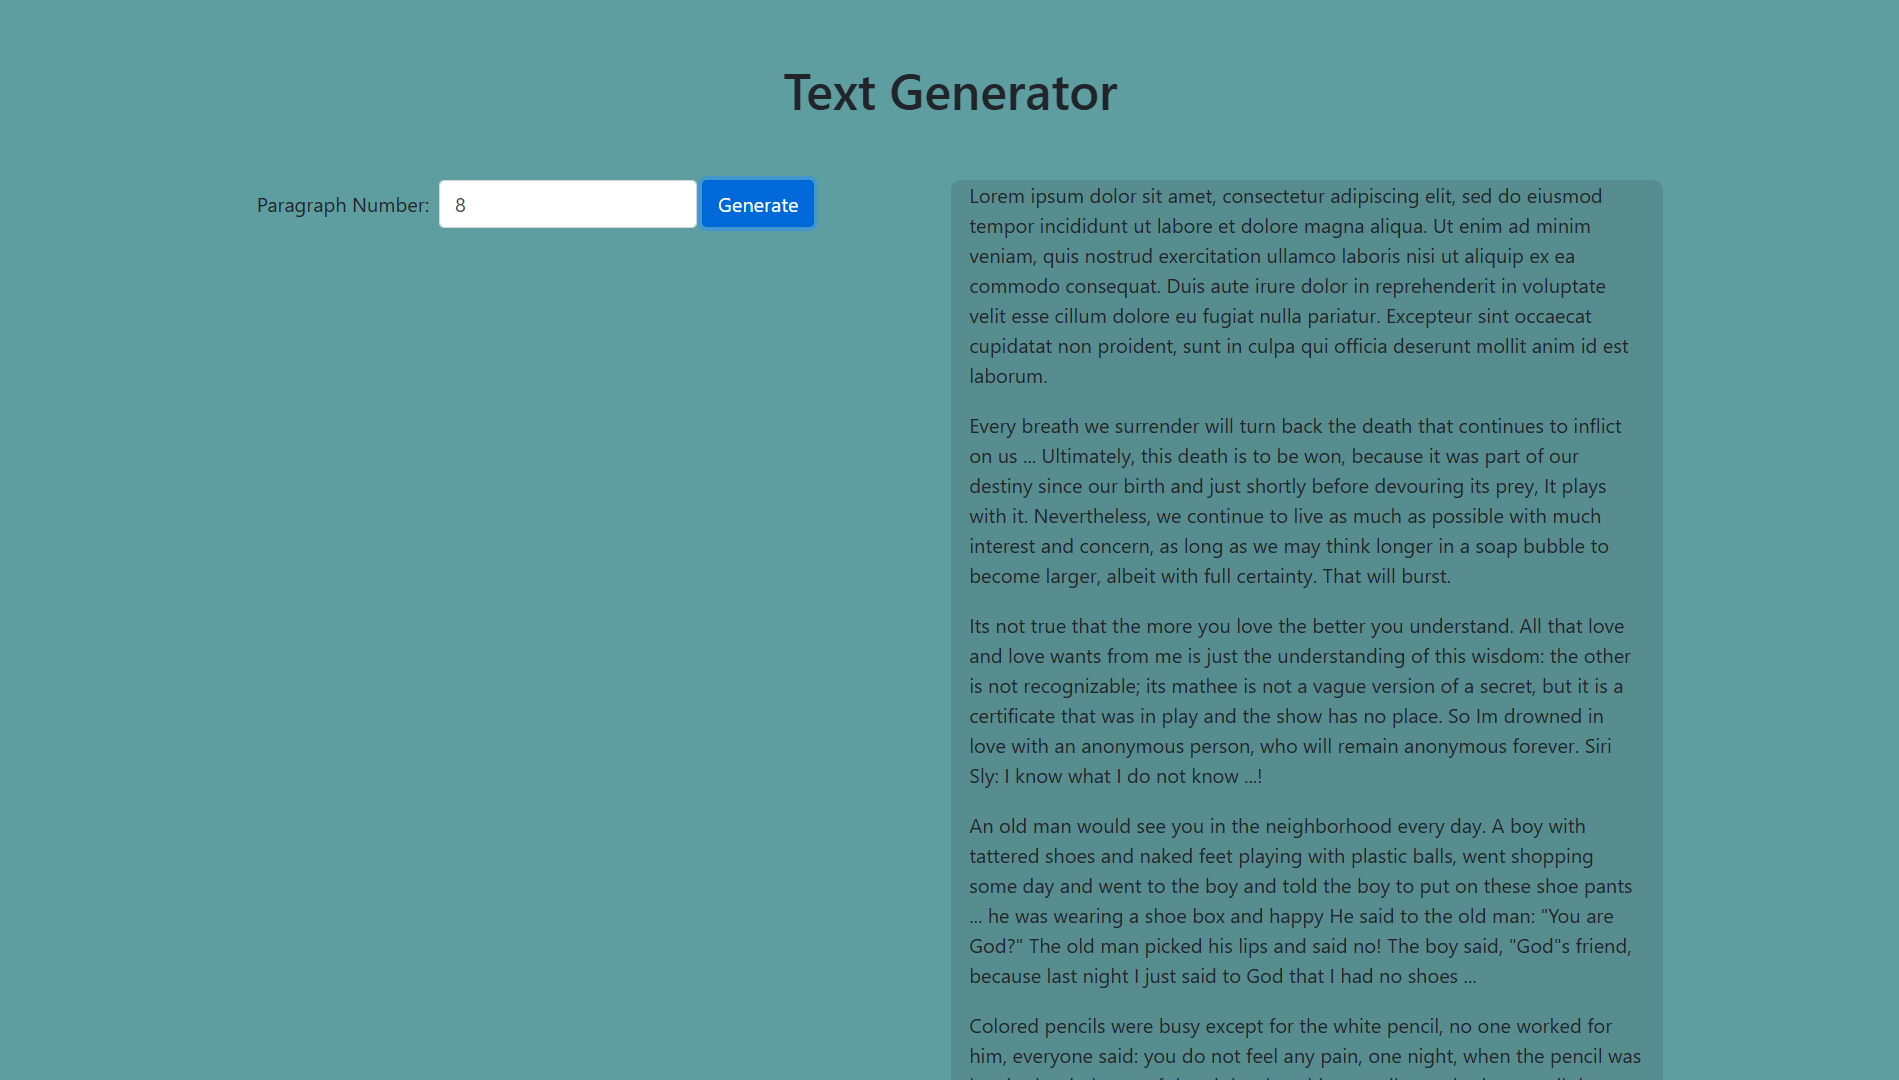 Text Generator
Paragraph Number:
8
Generate
Lorem ipsum dolor sit amet, consectetur adipiscing elit, sed do eiusmod
tempor incididunt ut labore et dolore magna aliqua. Ut enim ad minim
veniam, quis nostrud exercitation ullamco laboris nisi ut aliquip ex ea
commodo consequat. Duis aute irure dolor in reprehenderit in voluptate
velit esse cillum dolore eu fugiat nulla pariatur. Excepteur sint occaecat
cupidatat non proident, sunt in culpa qui officia deserunt mollit anim id est
laborum.
Every breath we surrender will turn back the death that continues to inflict
on us ... Ultimately, this death is to be won, because it was part of our
destiny since our birth and just shortly before devouring its prey, It plays
with it. Nevertheless, we continue to live as much as possible with much
interest and concern, as long as we may think longer in a soap bubble to
become larger, albeit with full certainty. That will burst.
Its not true that the more you love the better you understand. All that love
and love wants from me is just the understanding of this wisdom: the other
is not recognizable; its mathee is not a vague version of a secret, but it is a
certificate that was in play and the show has no place. So Im drowned in
love with an anonymous person, who will remain anonymous forever. Siri
Sly: I know what I do not know ...!
An old man would see you in the neighborhood every day. A boy with
tattered shoes and naked feet playing with plastic balls, went shopping
some day and went to the boy and told the boy to put on these shoe pants
... he was wearing a shoe box and happy He said to the old man: "You are
God?" The old man picked his lips and said no! The boy said, "God"s friend,
because last night I just said to God that I had no shoes ...
Colored pencils were busy except for the white pencil, no one worked for
him, everyone said: you do not feel any pain, one night, when the pencil was